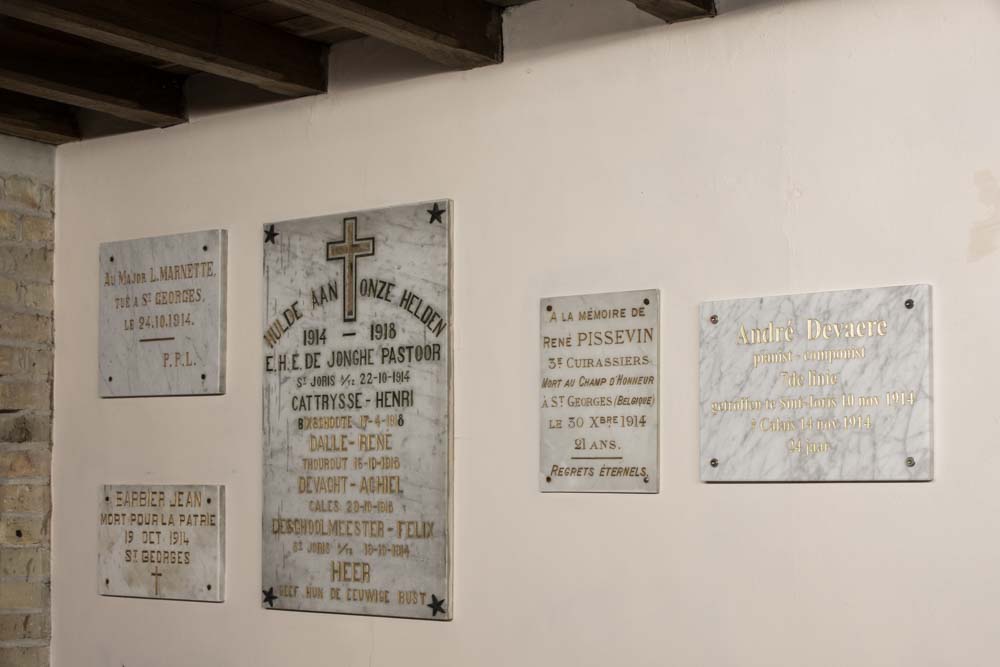 AU MAJOR L. MARNETTE.
TUÉ A ST GEORGES.
LE 24.10.1914.
P.P.L.
BARBIER JEAN
MORT POUR LA PATRIE
19 OCT 1914
ST GEORGES
HULDE AAN ONZE HELDEN
1914 - 1918
E.H.E. DE JONGHE PASTOOR
ST JORIS 22-10-1914
CATTRYSSE - HENRI
BIXSCHOOTE 17-4-1918
DALLE - RENÉ
THOUROUT 16-10-1918
DEVACHT - ACHIEL
CALES 28-10-1918
DESCHOOLMEESTER - FELIX
ST JORIS 18-10-1914
HEER
GEEF HUN DE EEUWIGE RUST
A LA MÉMOIRE DE
RENÉ PISSEVIN
3E CUIRASSIERS
MORT AU CHAMP D'HONNEUR
À ST GEORGES (BELGIQUE)
LE 30 XBRE 1914
21 ANS.
REGRETS ÉTERNELS.
André Devaere
pianist - componist
7de linie
getroffen te Sint-Joris 10 nov 1914
† Calais 14 nov 1914
24 jaar